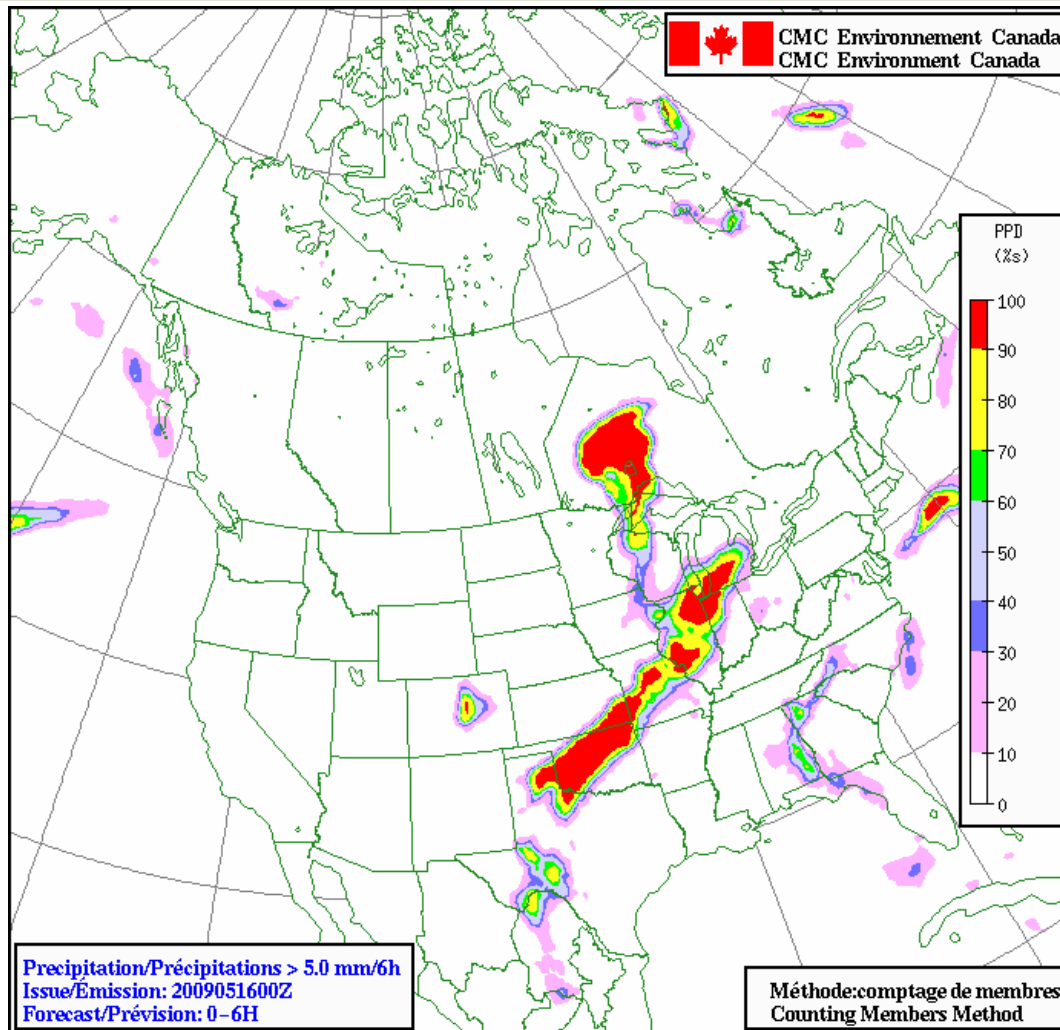 CMC Environnement Canada
CMC Environment Canada
PPD
(%s)
100
90
80
70
60
50
40
30
20
10
0
Precipitation/Précipitations > 5.0 mm/6h
Issue/Émission: 2009051600Z
Forecast/Prévision: 0-6H
Méthode:comptage de membres
Counting Members Method